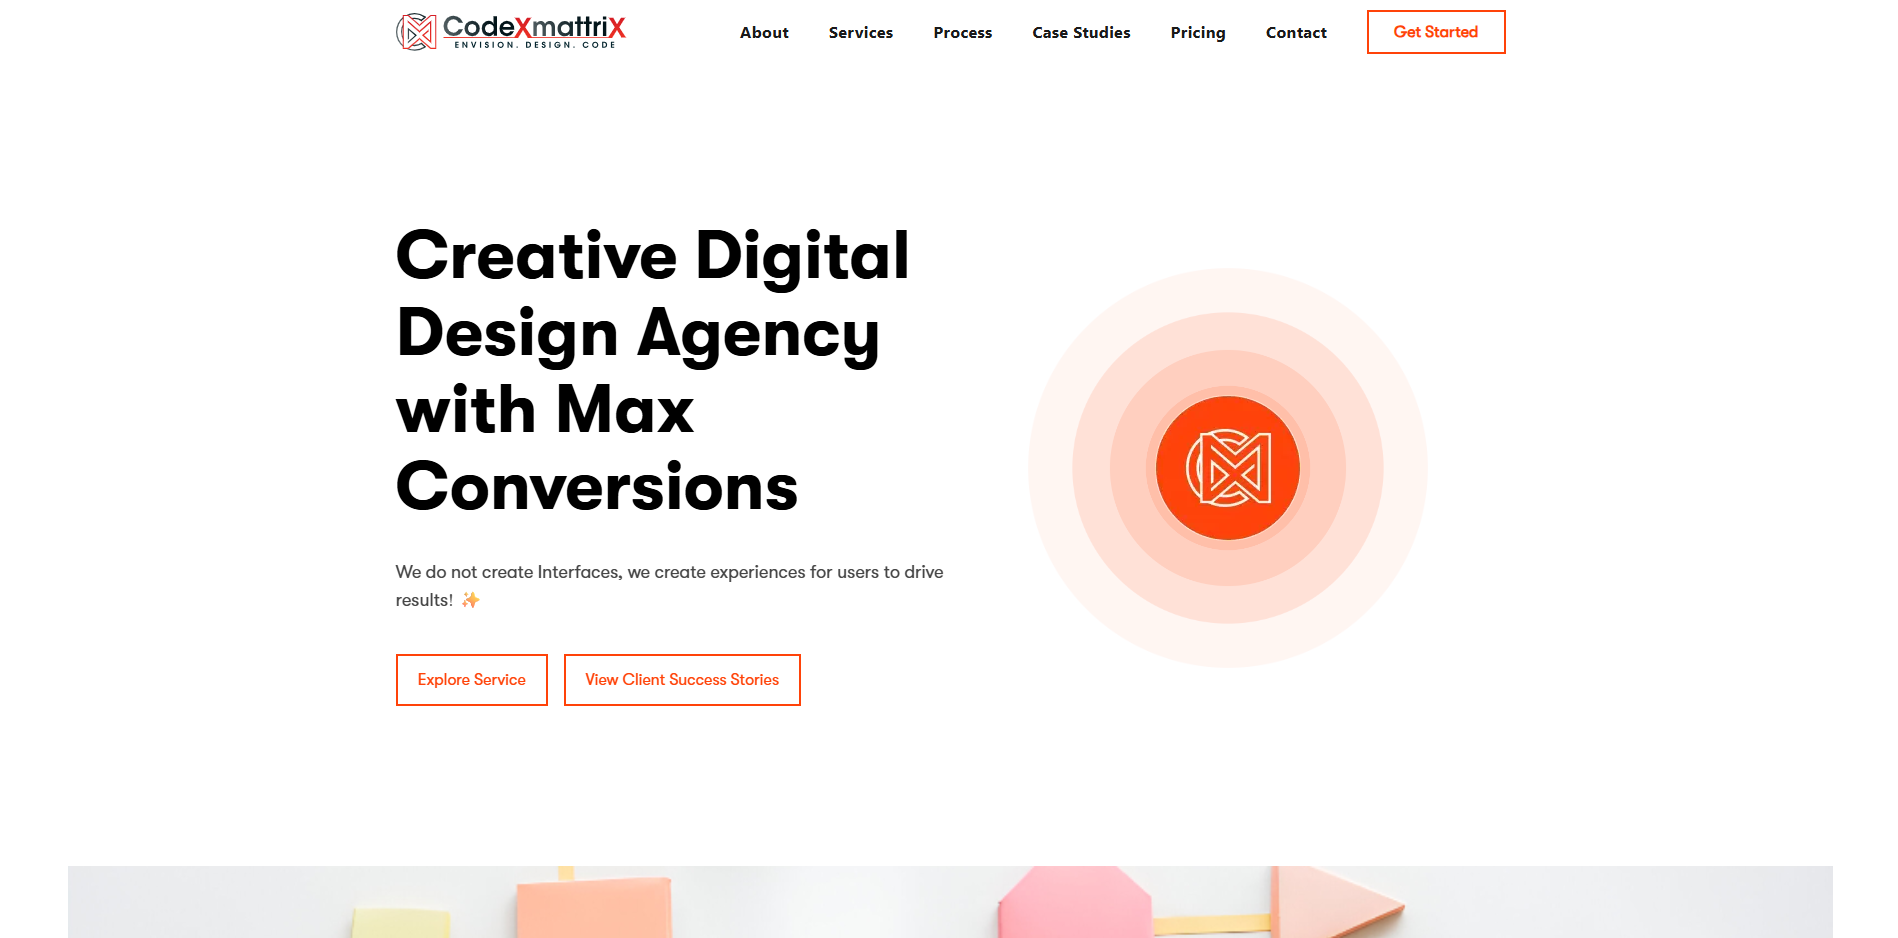 CodeXmattriX
ENVISION. DESIGN. CODE
About Services Process Case Studies Pricing Contact Get Started
Creative Digital
Design Agency
with Max
Conversions
We do not create Interfaces, we create experiences for users to drive
results! ✨
Explore Service View Client Success Stories